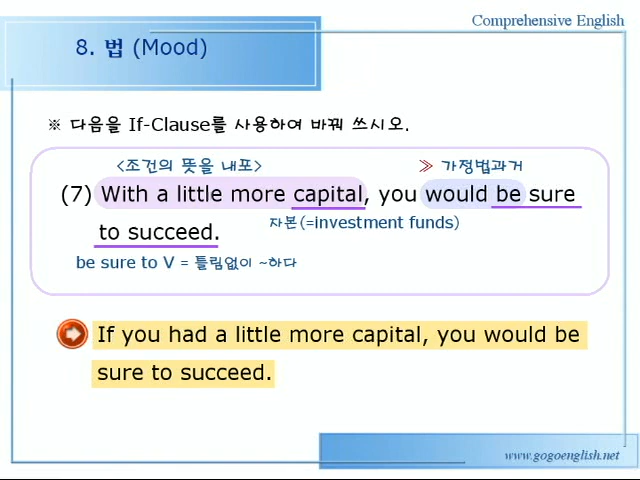 Comprehensive English
8. 법 (Mood)
※ 다음을 If-Clause를 사용하여 바꿔 쓰시오.
<조건의 뜻을 내포>
≫ 가정법과거
(7) With a little more capital, you would be sure
to succeed.
자본(=investment funds)
be sure to V = 틀림없이 ~하다
If you had a little more capital, you would be
sure to succeed.
www.gogoenglish.net